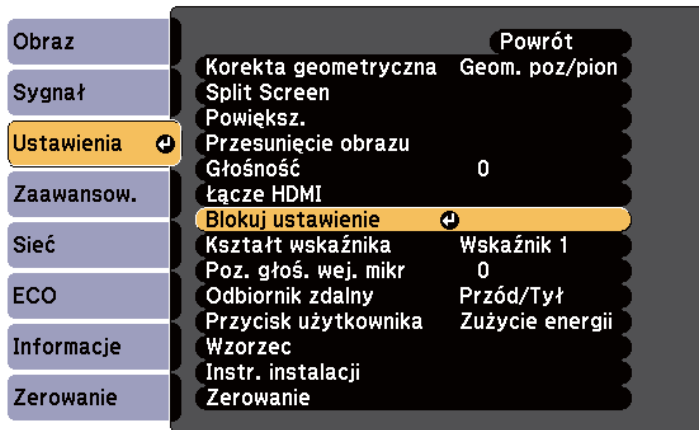 Obraz
Sygnał
Ustawienia
Zaawansow.
Sieć
ECO
Informacje
Zerowanie
Powrót
Korekta geometryczna Geom. poz/pion
Split Screen
Powiększ.
Przesunięcie obrazu
Głośność 0
Łącze HDMI
Blokuj ustawienie
Kształt wskaźnika Wskaźnik 1
Poz. głoś. wej. mikr 0
Odbiornik zdalny Przód/Tył
Przycisk użytkownika Zużycie energii
Wzorzec
Instr. instalacji
Zerowanie